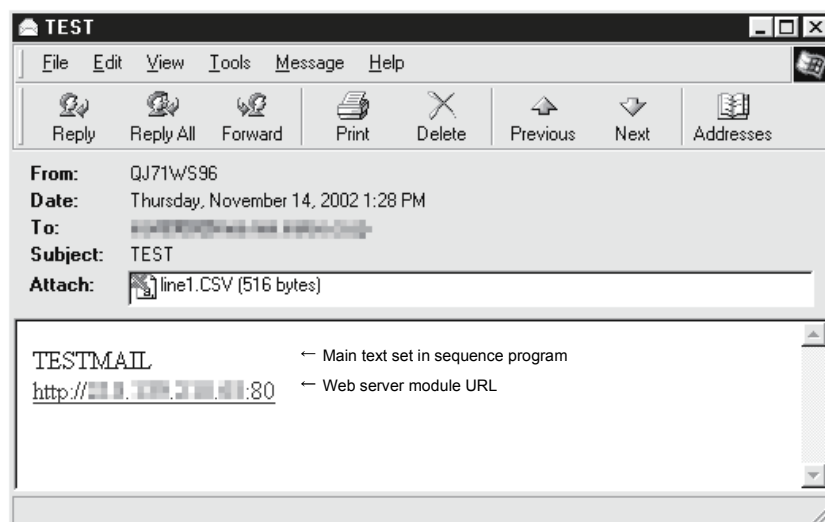 TEST
File Edit View Tools Message Help
Reply Reply All Forward Print Delete Previous Next Addresses
From: QJ71WS96
Date: Thursday, November 14, 2002 1:28 PM
To:
Subject: TEST
Attach: line1.CSV (516 bytes)
TESTMAIL ← Main text set in sequence program
http:// :80 ← Web server module URL